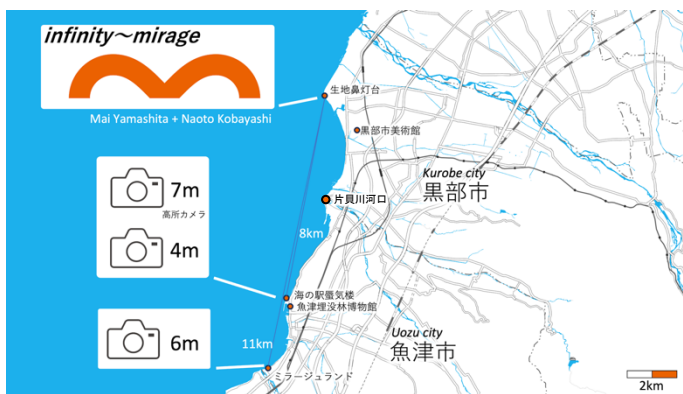 infinity～mirage
Mai Yamashita + Naoto Kobayashi
生地鼻灯台
黒部市美術館
Kurobe city
黒部市
片貝川河口
7m
高所カメラ
4m
8km
海の駅蜃気楼
魚津埋没林博物館
Uozu city
魚津市
6m
11km
ミラージュランド
2km